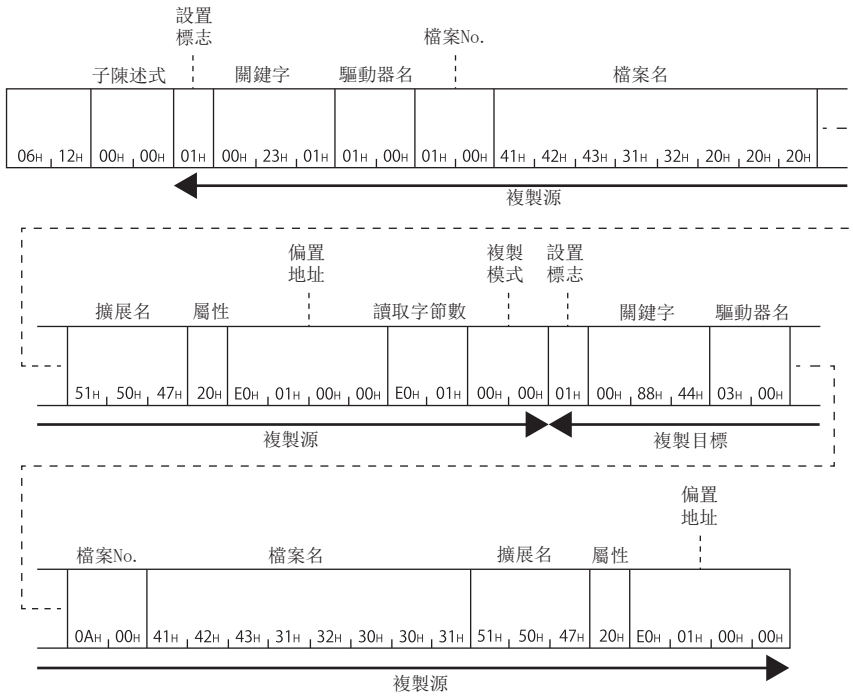 設置
標志
檔案No.
子陳述式 關鍵字 驅動器名 檔案名
06H 12H 00H 00H 01H 00H 23H 01H 01H 00H 01H 00H 41H 42H 43H 31H 32H 20H 20H 20H
複製源
偏置
地址
複製
模式
設置
標志
擴展名 屬性 讀取字節數 關鍵字 驅動器名
51H 50H 47H 20H E0H 01H 00H 00H E0H 01H 00H 00H 01H 00H 88H 44H 03H 00H
複製源 複製目標
偏置
地址
檔案No. 檔案名 擴展名 屬性
0AH 00H 41H 42H 43H 31H 32H 30H 30H 31H 51H 50H 47H 20H E0H 01H 00H 00H
複製源